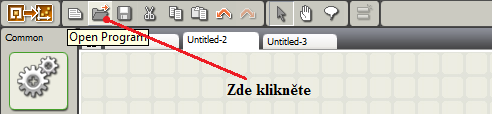 Common
Open Program
Untitled-2
Untitled-3
Zde klikněte